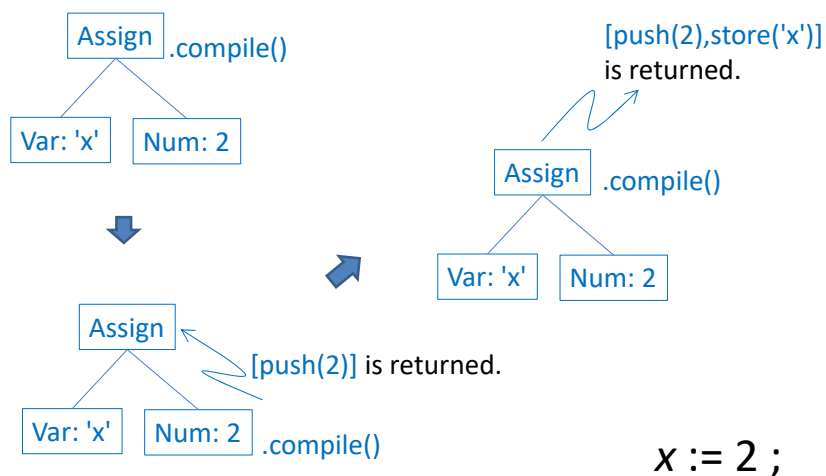 Assign .compile()
Var: 'x' Num: 2
Assign
[push(2)] is returned.
Var: 'x' Num: 2 .compile()
[push(2),store('x')]
is returned.
Assign .compile()
Var: 'x' Num: 2
x := 2 ;